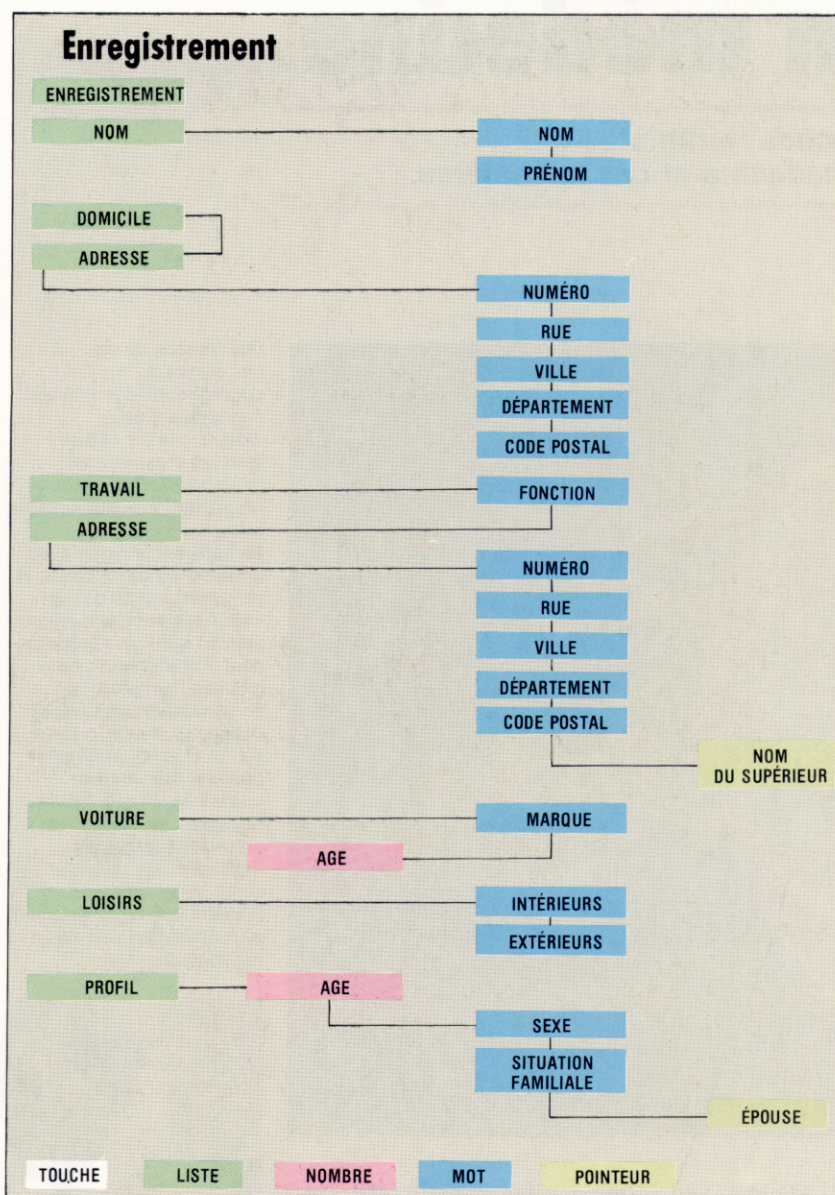 Enregistrement
ENREGISTREMENT
NOM
NOM
PRÉNOM
DOMICILE
ADRESSE
NUMÉRO
RUE
VILLE
DÉPARTEMENT
CODE POSTAL
TRAVAIL
FONCTION
ADRESSE
NUMÉRO
RUE
VILLE
DÉPARTEMENT
CODE POSTAL
NOM
DU SUPÉRIEUR
VOITURE
MARQUE
AGE
LOISIRS
INTÉRIEURS
EXTÉRIEURS
PROFIL
AGE
SEXE
SITUATION
FAMILIALE
ÉPOUSE
TOUCHE
LISTE
NOMBRE
MOT
POINTEUR